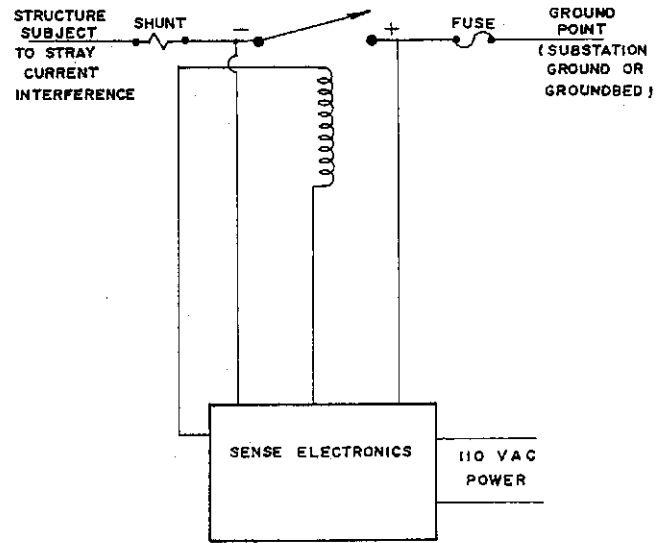 STRUCTURE
SUBJECT
TO STRAY
CURRENT
INTERFERENCE
SHUNT
−
+
FUSE
GROUND
POINT
(SUBSTATION
GROUND OR
GROUNDBED)
SENSE ELECTRONICS
110 VAC
POWER